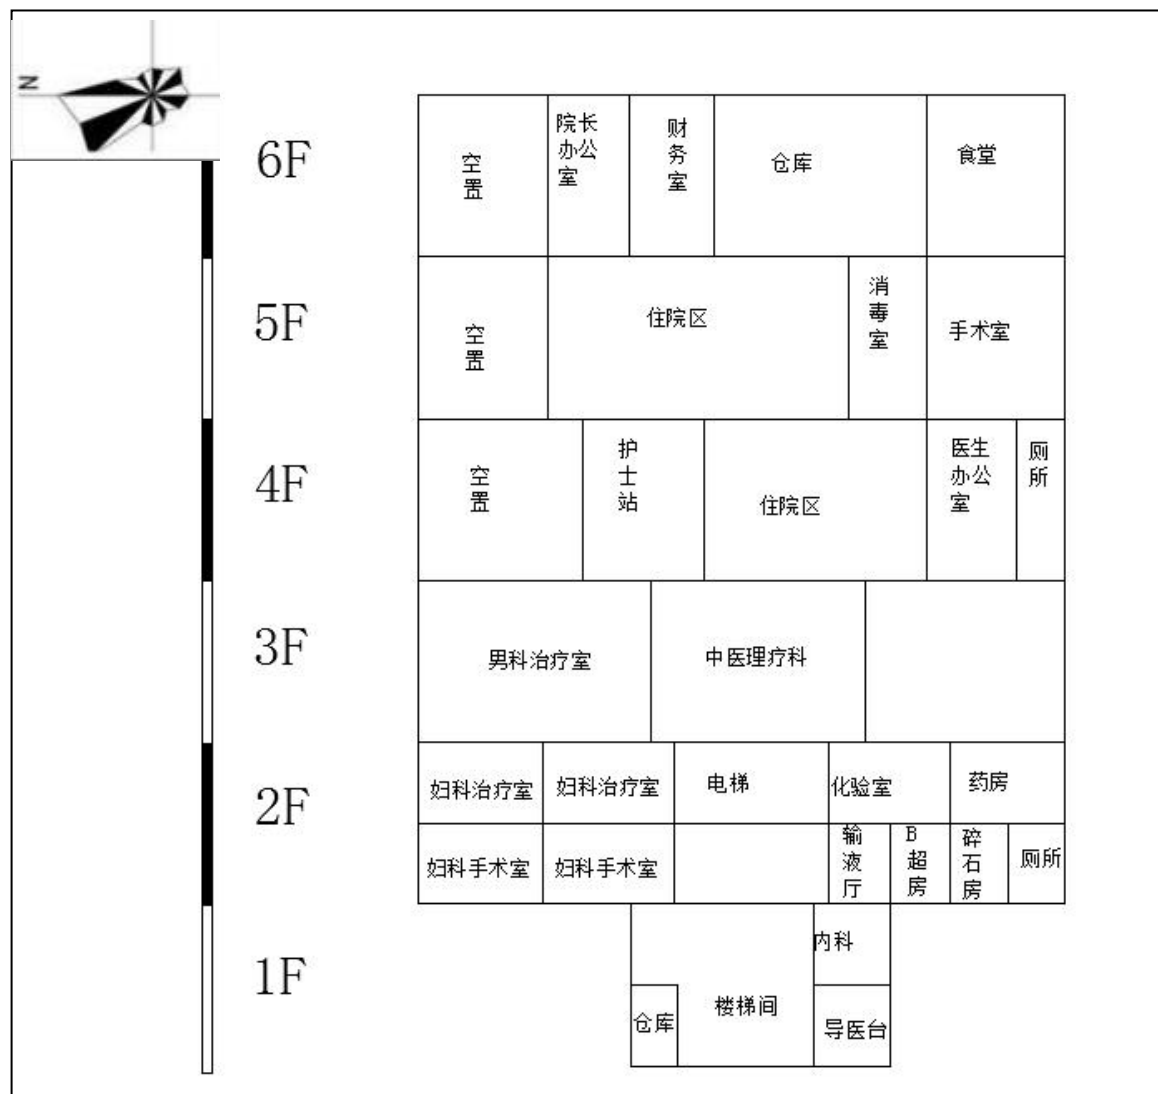 N
6F
空置
院长
办公
室
财务室
仓库
食堂
5F
空置
住院区
消毒室
手术室
4F
空置
护士站
住院区
医生
办公
室
厕所
3F
男科治疗室
中医理疗科
2F
妇科治疗室
妇科治疗室
电梯
化验室
药房
妇科手术室
妇科手术室
输液厅
B超房
碎石房
厕所
1F
内科
仓库
楼梯间
导医台